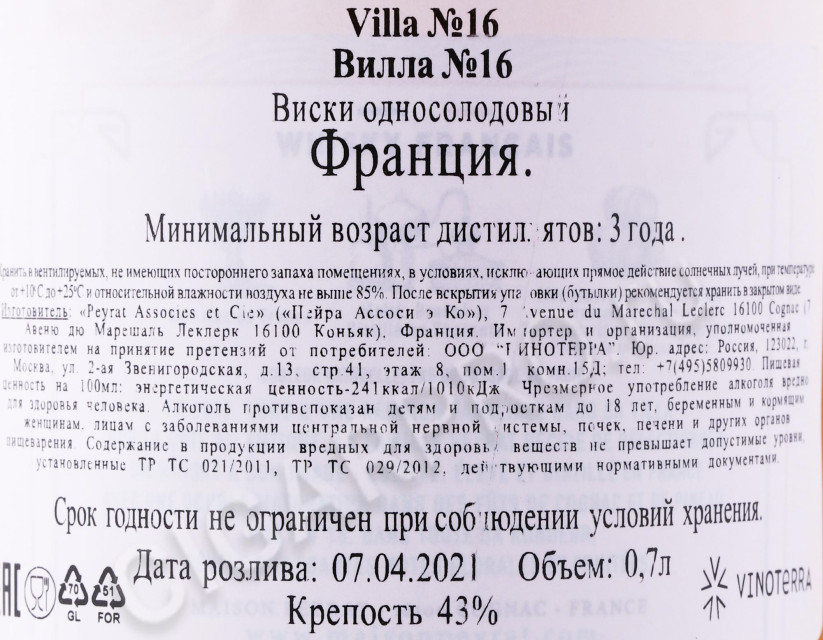 Villa №16
Вилла №16
Виски односолодовый
Франция.
Минимальный возраст дистиллятов: 3 года.
Хранить в вентилируемых, не имеющих постороннего запаха помещениях, в условиях, исключающих прямое действие солнечных лучей, при температуре
от +10°С до +25°С и относительной влажности воздуха не выше 85%. После вскрытия упаковки (бутылки) рекомендуется хранить в закрытом виде.
Изготовитель: «Peyrat Associes et Cie» («Пейра Ассоси э Ко»), 7 Avenue du Marechal Leclerc 16100 Cognac (7
Авеню дю Марешаль Леклерк 16100 Коньяк), Франция. Импортер и организация, уполномоченная
изготовителем на принятие претензий от потребителей: ООО “ВИНОТЕРРА”. Юр. адрес: Россия, 123022, г.
Москва, ул. 2-ая Звенигородская, д.13, стр.41, этаж 8, пом.1 комн.15Д; тел: +7(495)5809930 Пищевая
ценность на 100мл: энергетическая ценность-241ккал/1010кДж Чрезмерное употребление алкоголя вредно
для здоровья человека. Алкоголь противопоказан детям и подросткам до 18 лет, беременным и кормящим
женщинам, лицам с заболеваниями центральной нервной системы, почек, печени и других органов
пищеварения. Содержание в продукции вредных для здоровья веществ не превышает допустимые уровни,
установленные ТР ТС 021/2011, ТР ТС 029/2012, действующими нормативными документами.
Срок годности не ограничен при соблюдении условий хранения.
Дата розлива: 07.04.2021 Объем: 0,7л
Крепость 43%
EAC
70
GL
51
FOR
VINOTERRA